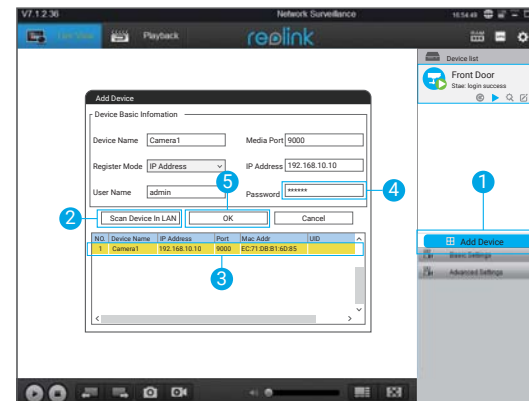 V7.1.2.36 Network Surveillance 16:54:49
Live View Playback reolink
Device list
Front Door
Stae: login success
Add Device
Device Basic Infomation
Device Name Camera1 Media Port 9000
Register Mode IP Address IP Address 192.168.10.10
User Name admin Password ******
5
4
1
2 Scan Device In LAN OK Cancel
NO. Device Name IP Address Port Mac Addr UID
1 Camera1 192.168.10.10 9000 EC:71:DB:B1:6D:B5
3
Add Device
Basic Settings
Advanced Settings